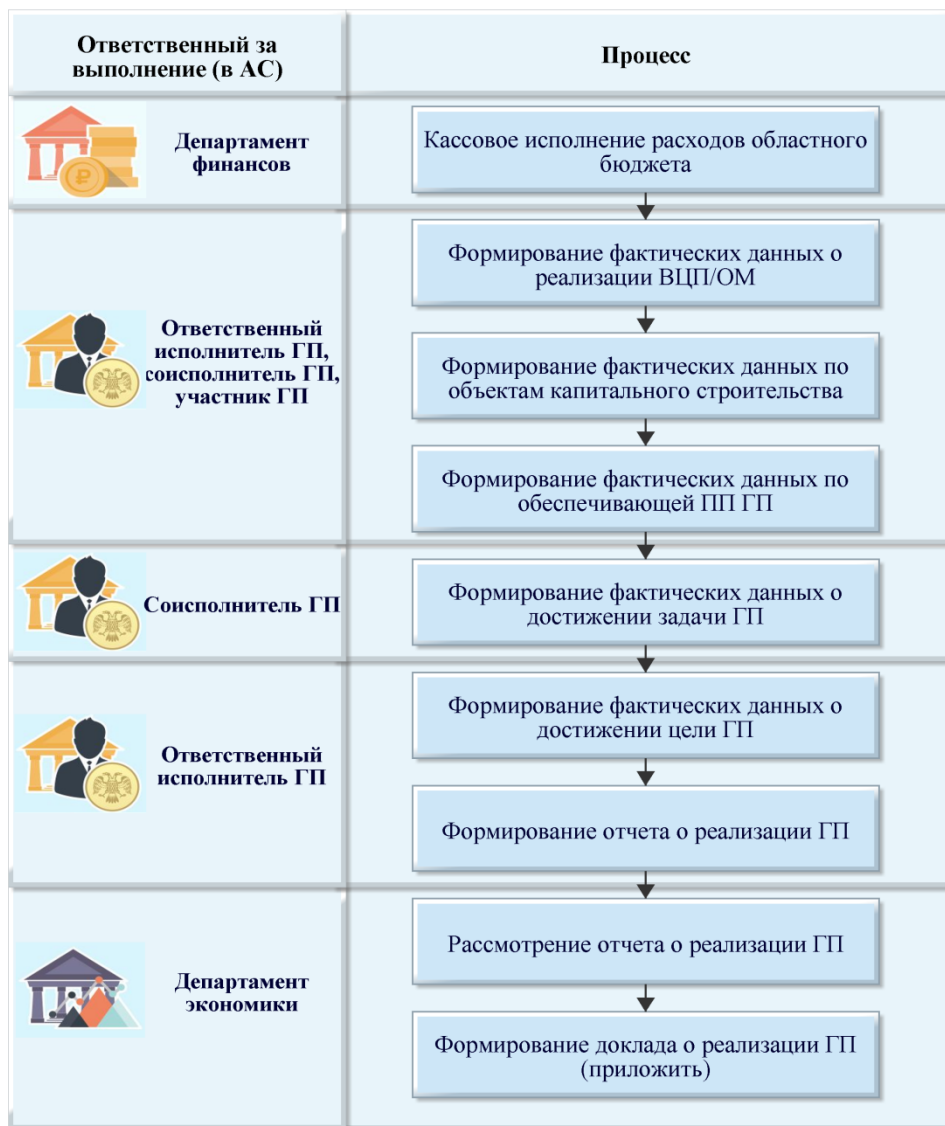 Ответственный за
выполнение (в АС)
Процесс
Департамент
финансов
Кассовое исполнение расходов областного
бюджета
Ответственный
исполнитель ГП,
соисполнитель ГП,
участник ГП
Формирование фактических данных о
реализации ВЦП/ОМ
Формирование фактических данных по
объектам капитального строительства
Формирование фактических данных по
обеспечивающей ПП ГП
Соисполнитель ГП
Формирование фактических данных о
достижении задачи ГП
Ответственный
исполнитель ГП
Формирование фактических данных о
достижении цели ГП
Формирование отчета о реализации ГП
Департамент
экономики
Рассмотрение отчета о реализации ГП
Формирование доклада о реализации ГП
(приложить)